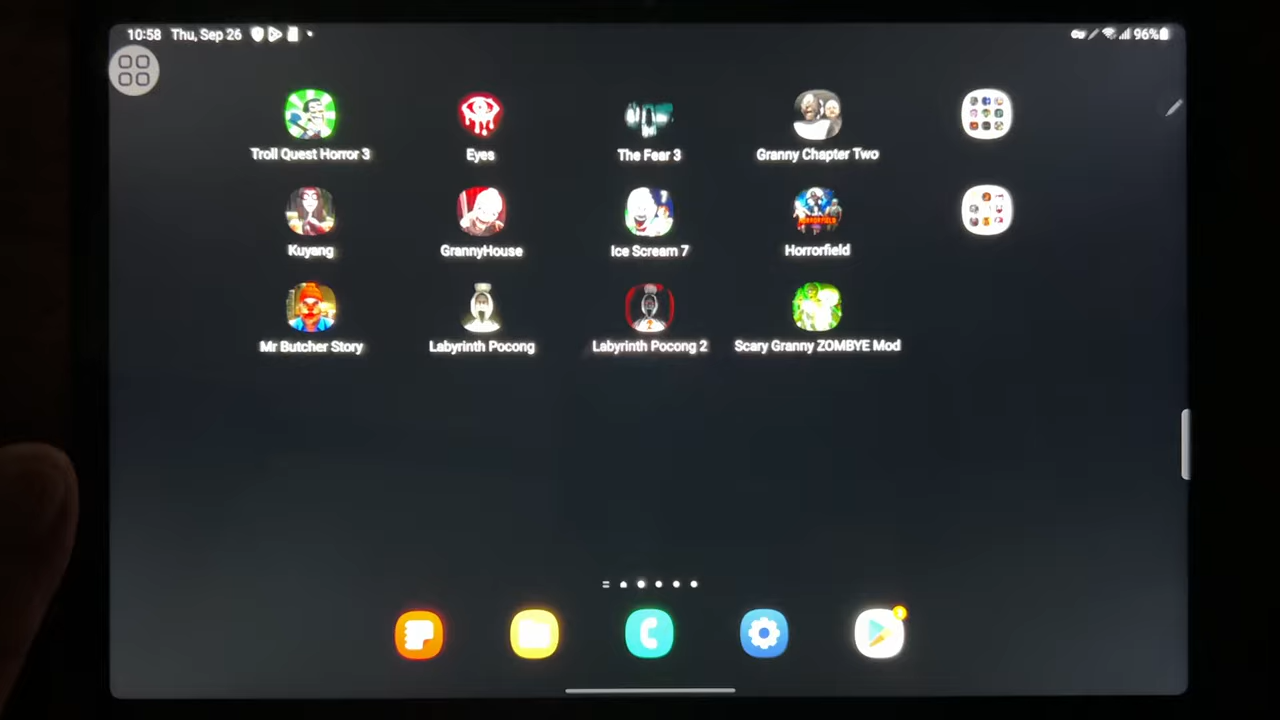 10:58 Thu, Sep 26 96%
Troll Quest Horror 3 Eyes The Fear 3 Granny Chapter Two
Kuyang GrannyHouse Ice Scream 7 Horrorfield
Mr Butcher Story Labyrinth Pocong Labyrinth Pocong 2 Scary Granny ZOMBYE Mod